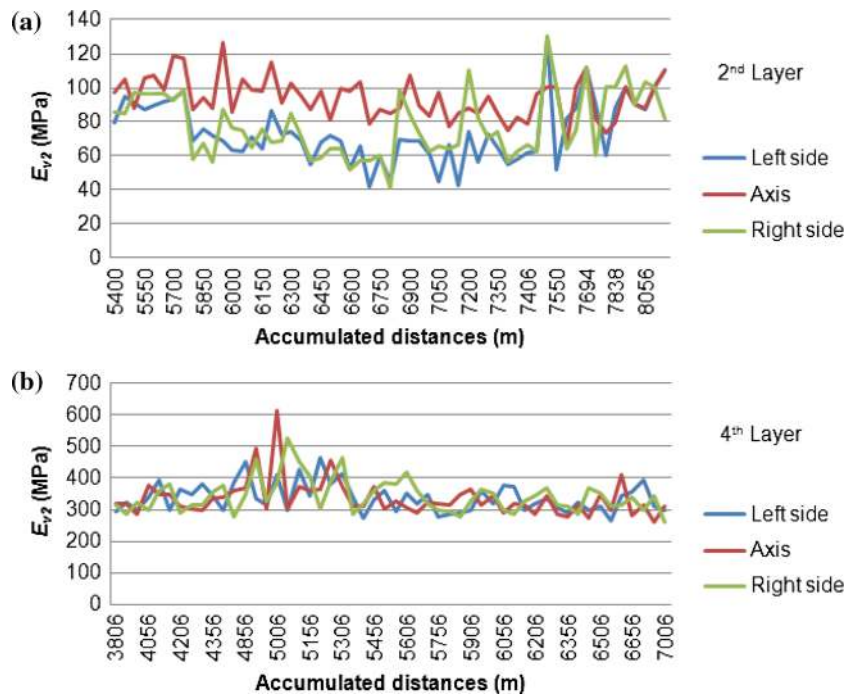 (a)
140
120
100
80
60
40
20
0
E_v2 (MPa)
5400 5550 5700 5850 6000 6150 6300 6450 6600 6750 6900 7050 7200 7350 7406 7550 7694 7838 8056
Accumulated distances (m)
2nd Layer
Left side
Axis
Right side
(b)
700
600
500
400
300
200
100
0
E_v2 (MPa)
3806 4056 4206 4356 4856 5006 5156 5306 5456 5606 5756 5906 6056 6206 6356 6506 6656 7006
Accumulated distances (m)
4th Layer
Left side
Axis
Right side